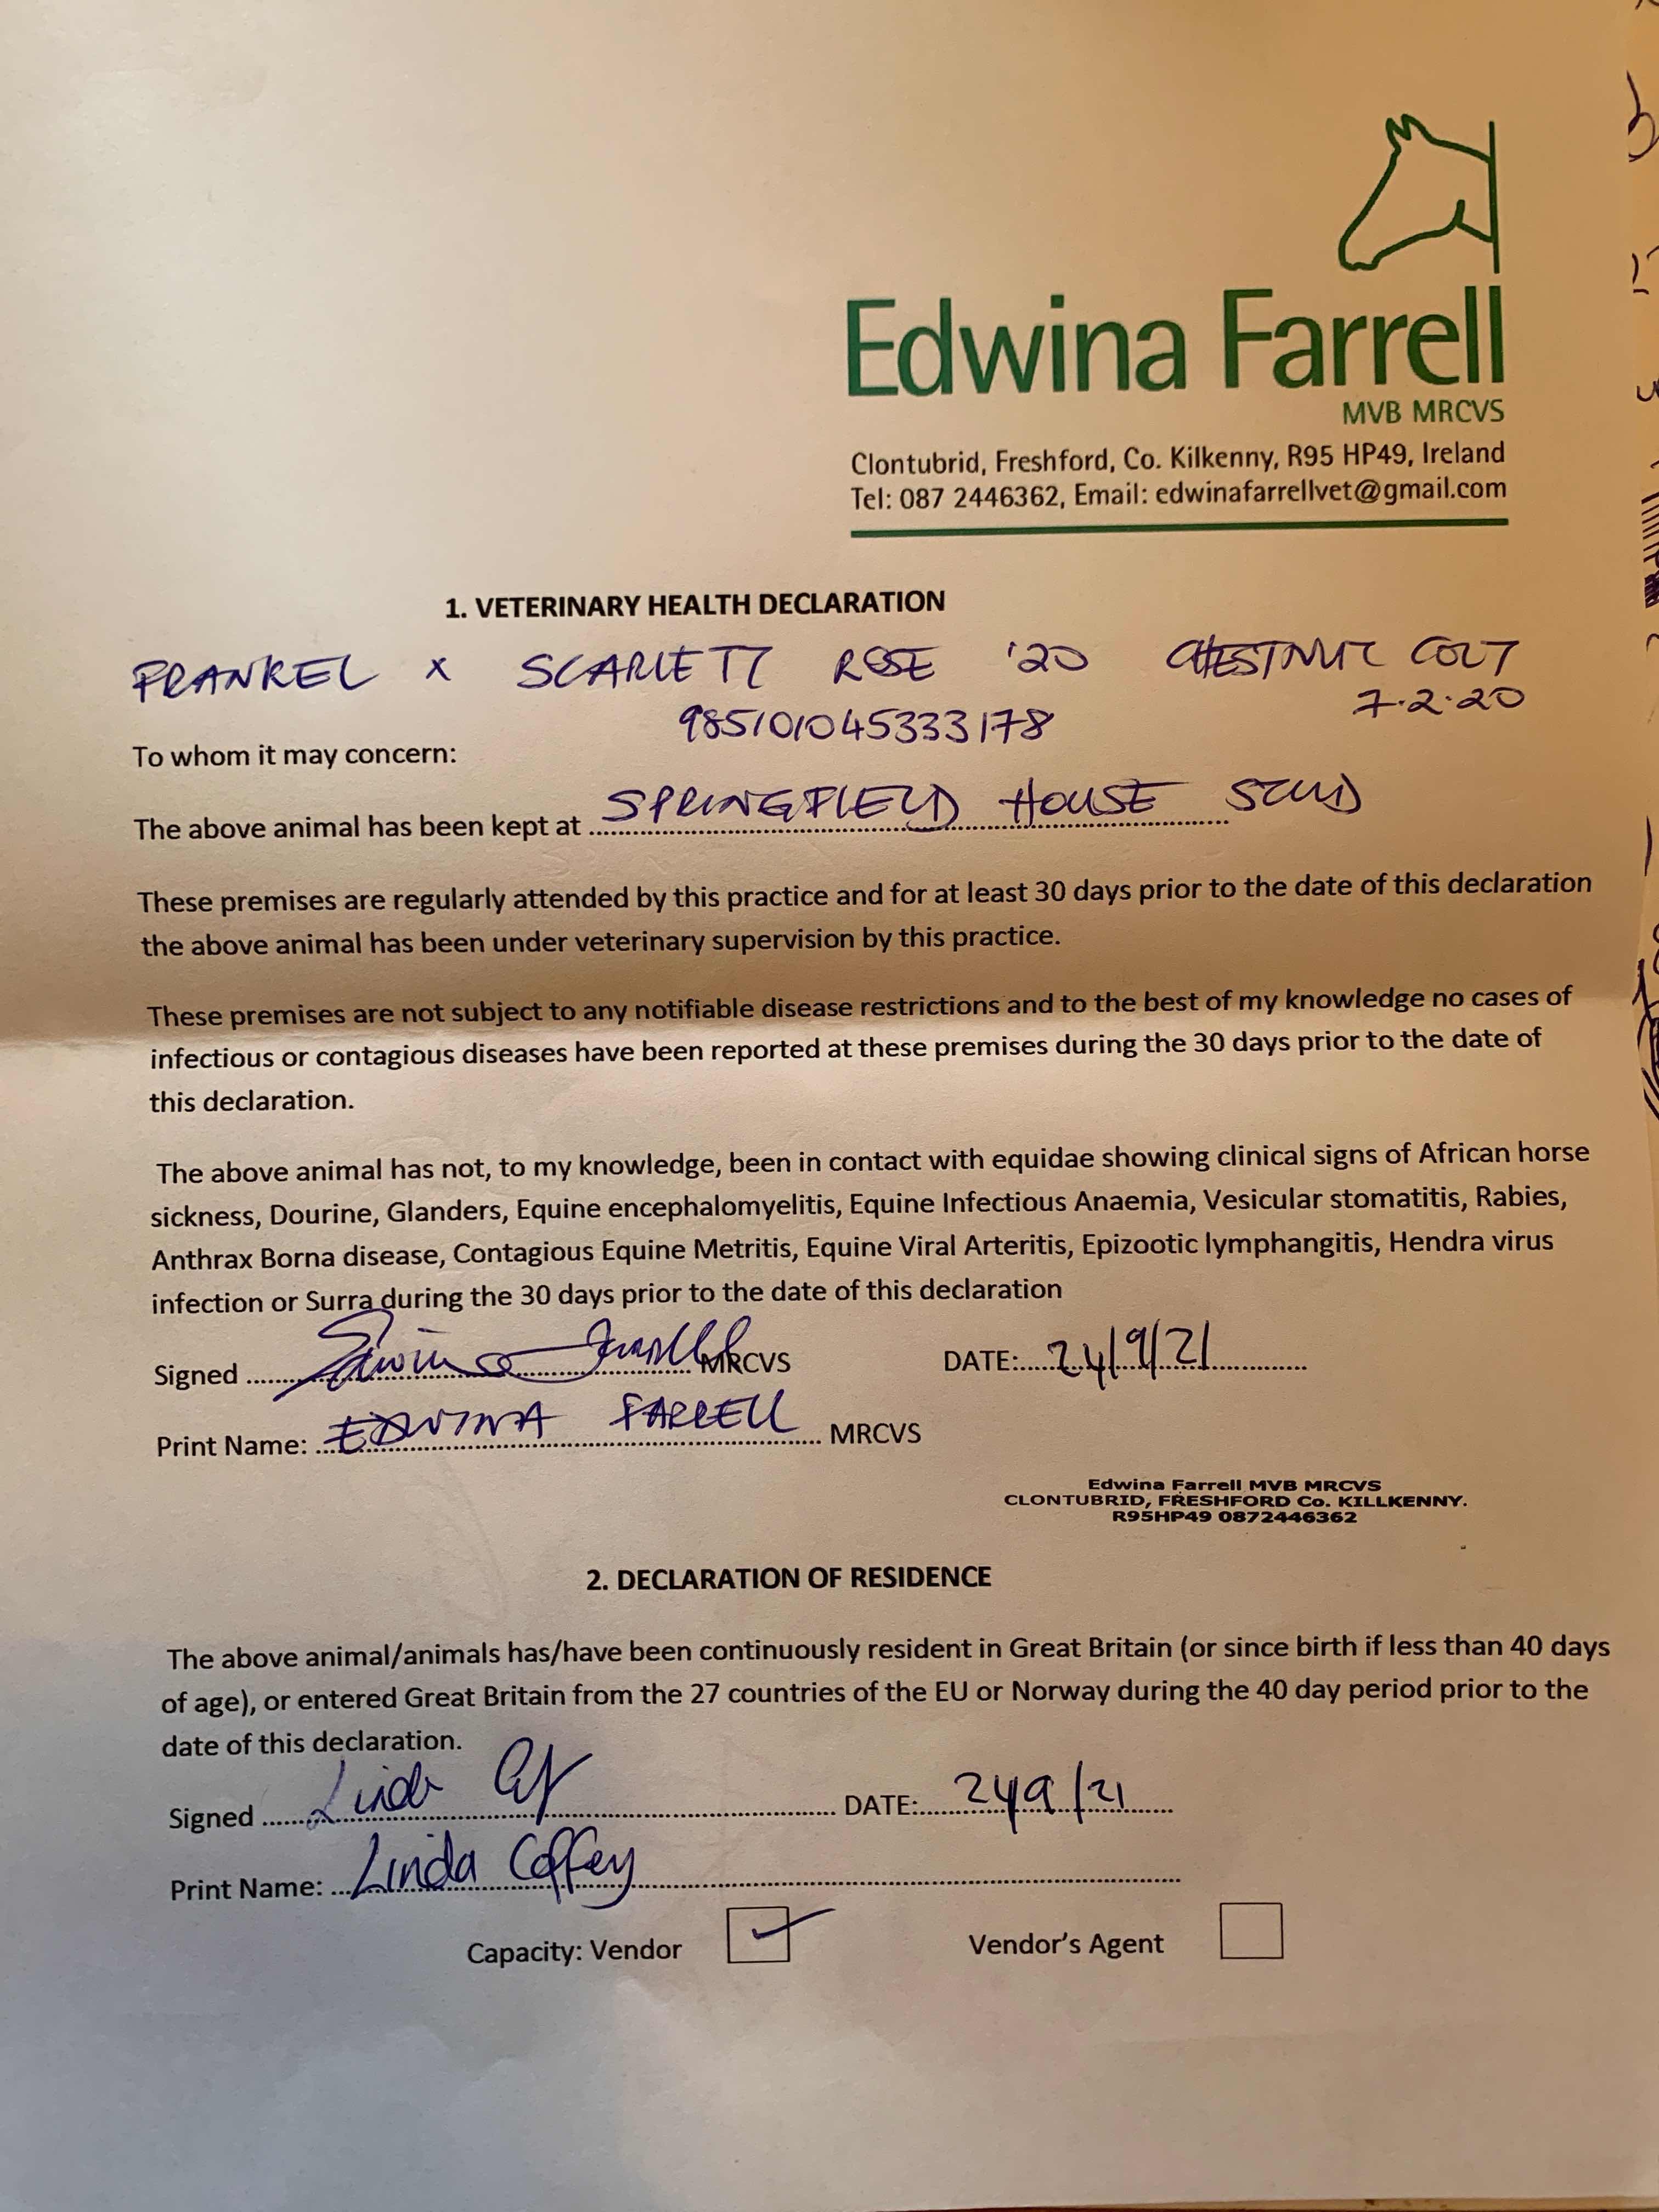 Edwina Farrell
MVB MRCVS
Clontubrid, Freshford, Co. Kilkenny, R95 HP49, Ireland
Tel: 087 2446362, Email: edwinafarrellvet@gmail.com
1. VETERINARY HEALTH DECLARATION
FRANKEL x SCARLETT ROSE '20 CHESTNUT COLT
7.2.20
985101045333178
To whom it may concern:
The above animal has been kept at SPRINGFIELD HOUSE STUD
These premises are regularly attended by this practice and for at least 30 days prior to the date of this declaration
the above animal has been under veterinary supervision by this practice.
These premises are not subject to any notifiable disease restrictions and to the best of my knowledge no cases of
infectious or contagious diseases have been reported at these premises during the 30 days prior to the date of
this declaration.
The above animal has not, to my knowledge, been in contact with equidae showing clinical signs of African horse
sickness, Dourine, Glanders, Equine encephalomyelitis, Equine Infectious Anaemia, Vesicular stomatitis, Rabies,
Anthrax Borna disease, Contagious Equine Metritis, Equine Viral Arteritis, Epizootic lymphangitis, Hendra virus
infection or Surra during the 30 days prior to the date of this declaration
Signed Edwina Farrell MRCVS DATE: 24/9/21
Print Name: EDWINA FARRELL MRCVS
Edwina Farrell MVB MRCVS
CLONTUBRID, FRESHFORD Co. KILLKENNY.
R95HP49 0872446362
2. DECLARATION OF RESIDENCE
The above animal/animals has/have been continuously resident in Great Britain (or since birth if less than 40 days
of age), or entered Great Britain from the 27 countries of the EU or Norway during the 40 day period prior to the
date of this declaration.
Signed Linda DATE: 24/9/21
Print Name: Linda Coffey
Capacity: Vendor ✓ Vendor's Agent